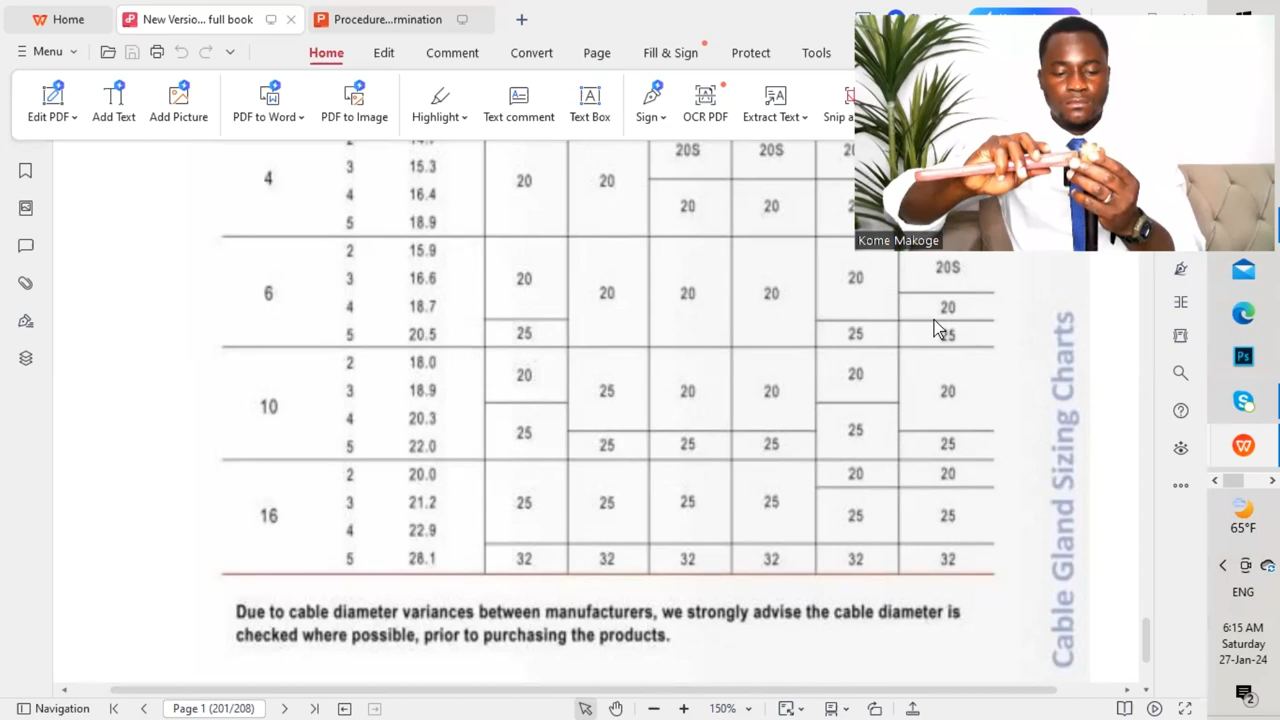 Home New Versio... full book Procedure...rmination
Menu Home Edit Comment Convert Page Fill & Sign Protect Tools
Edit PDF Add Text Add Picture PDF to Word PDF to Image Highlight Text comment Text Box Sign OCR PDF Extract Text Snip a
20S 20S
4 3 15.3 20 20
4 16.4 20 20
5 18.9
Kome Makoge
2 15.9 20S
6 3 16.6 20 20 20 20 20
4 18.7 20
5 20.5 25 25 25
2 18.0 20 20
10 3 18.9 25 20 20 20
4 20.3 25 25
5 22.0 25 25 25 25
2 20.0 20 20
16 3 21.2 25 25 25 25 25 25
4 22.9
5 32 32 32 32 32 32
Cable Gland Sizing Charts
Due to cable diameter variances between manufacturers, we strongly advise the cable diameter is
checked where possible, prior to purchasing the products.
65°F
ENG
6:15 AM
Saturday
27-Jan-24
2
Navigation Page 1 (201/208) 150%